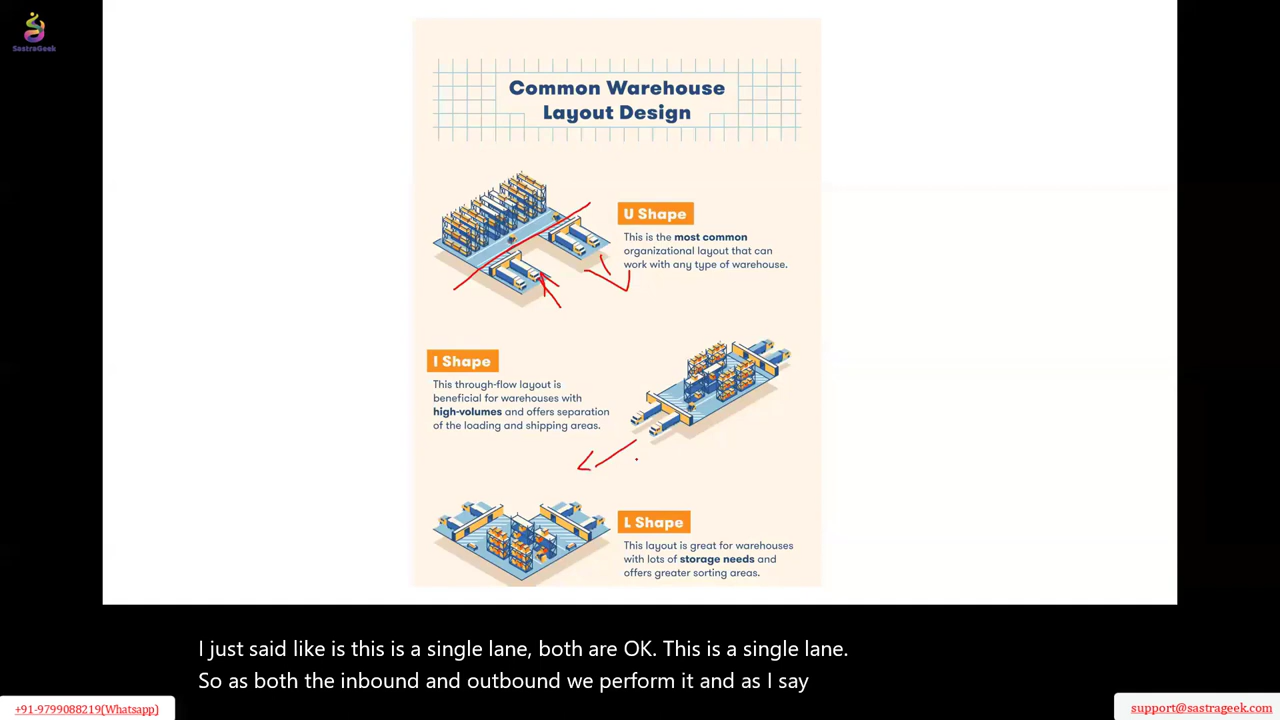 SastraGeek
Common Warehouse
Layout Design
U Shape
This is the most common
organizational layout that can
work with any type of warehouse.
I Shape
This through-flow layout is
beneficial for warehouses with
high-volumes and offers separation
of the loading and shipping areas.
L Shape
This layout is great for warehouses
with lots of storage needs and
offers greater sorting areas.
I just said like is this is a single lane, both are OK. This is a single lane.
So as both the inbound and outbound we perform it and as I say
+91-9799088219(Whatsapp)
support@sastrageek.com